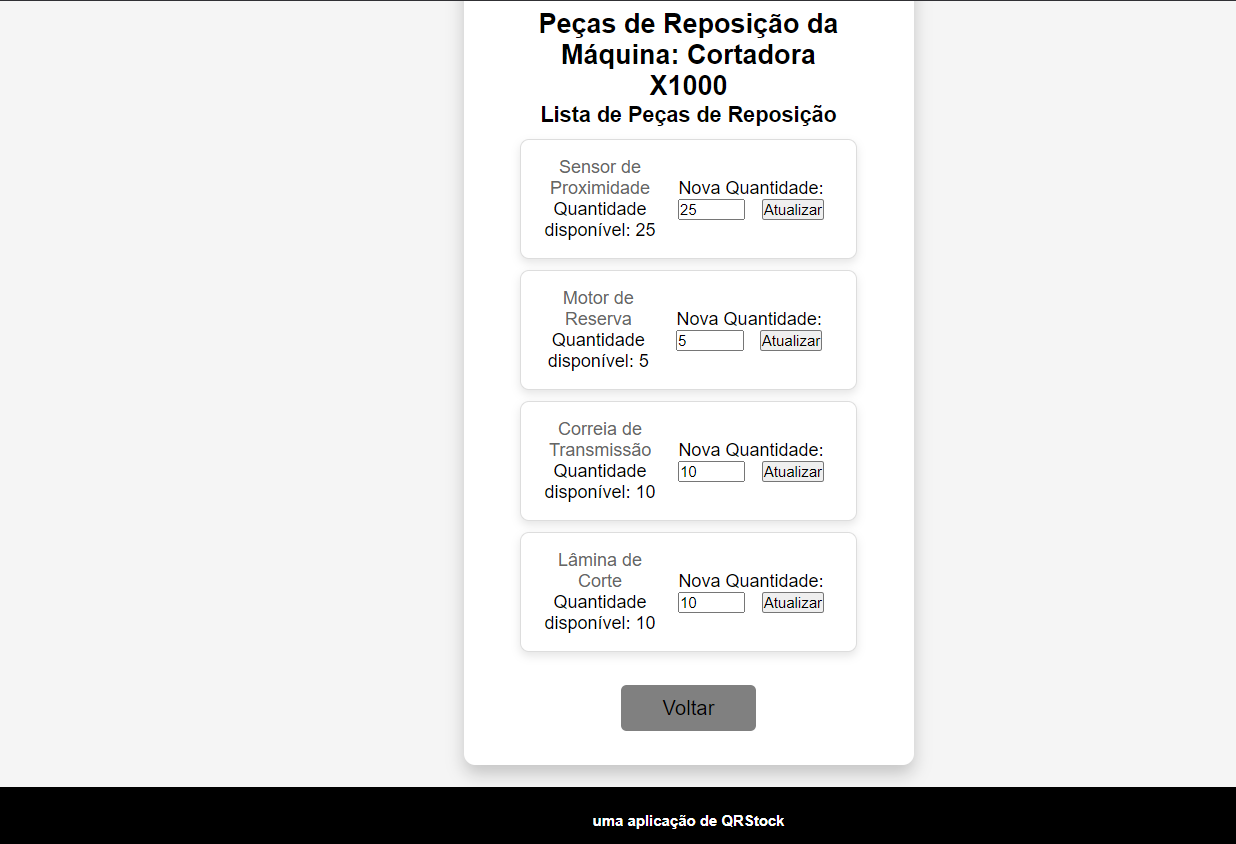 Peças de Reposição da
Máquina: Cortadora
X1000
Lista de Peças de Reposição
Sensor de
Proximidade
Quantidade
disponível: 25
Nova Quantidade:
25 Atualizar
Motor de
Reserva
Quantidade
disponível: 5
Nova Quantidade:
5 Atualizar
Correia de
Transmissão
Quantidade
disponível: 10
Nova Quantidade:
10 Atualizar
Lâmina de
Corte
Quantidade
disponível: 10
Nova Quantidade:
10 Atualizar
Voltar
uma aplicação de QRStock